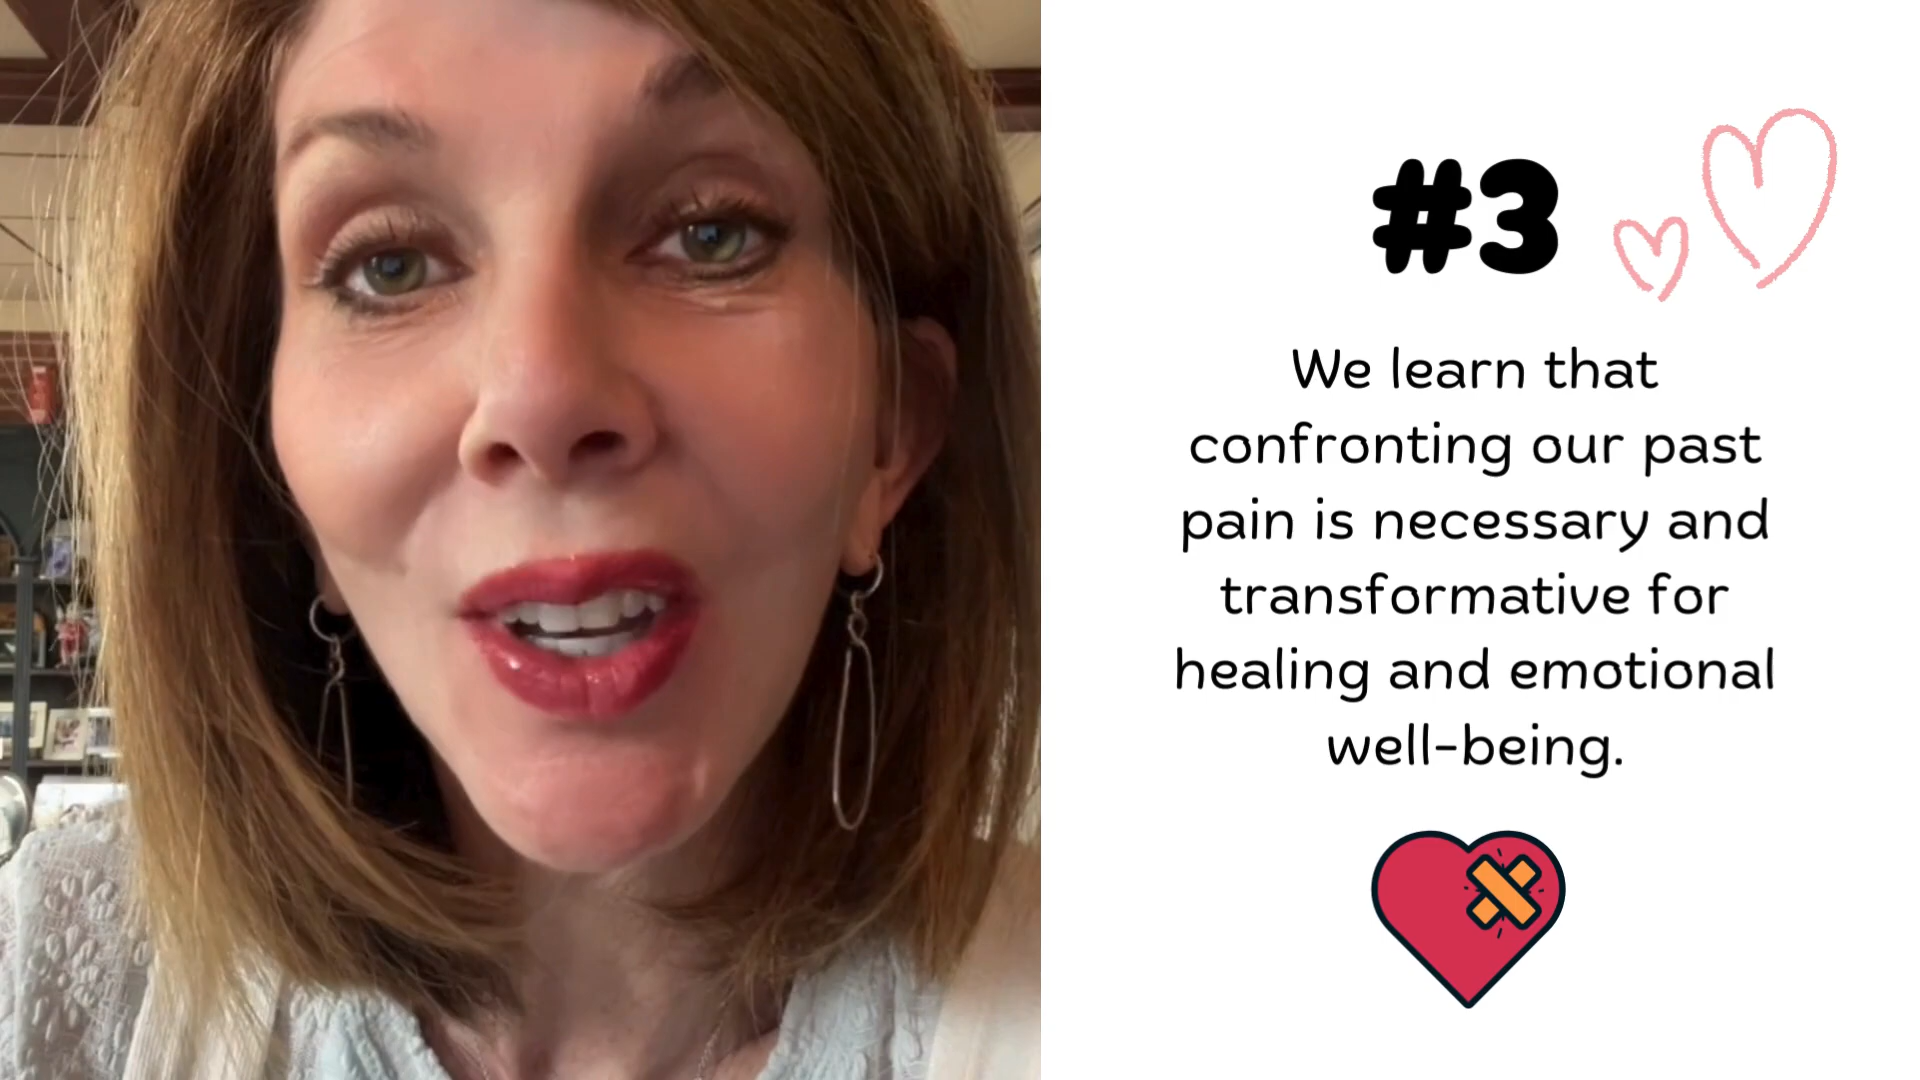 #3
We learn that
confronting our past
pain is necessary and
transformative for
healing and emotional
well-being.